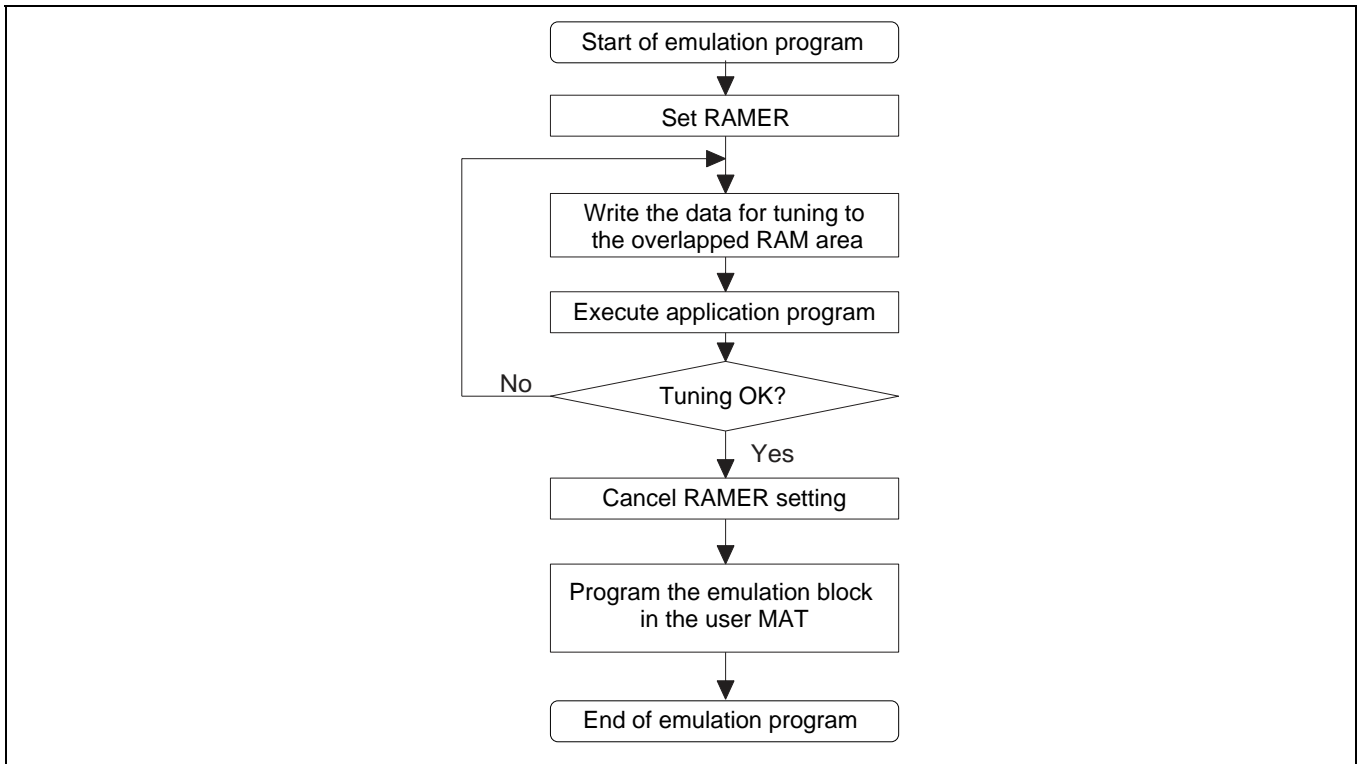 Start of emulation program
Set RAMER
Write the data for tuning to
the overlapped RAM area
Execute application program
No
Tuning OK?
Yes
Cancel RAMER setting
Program the emulation block
in the user MAT
End of emulation program